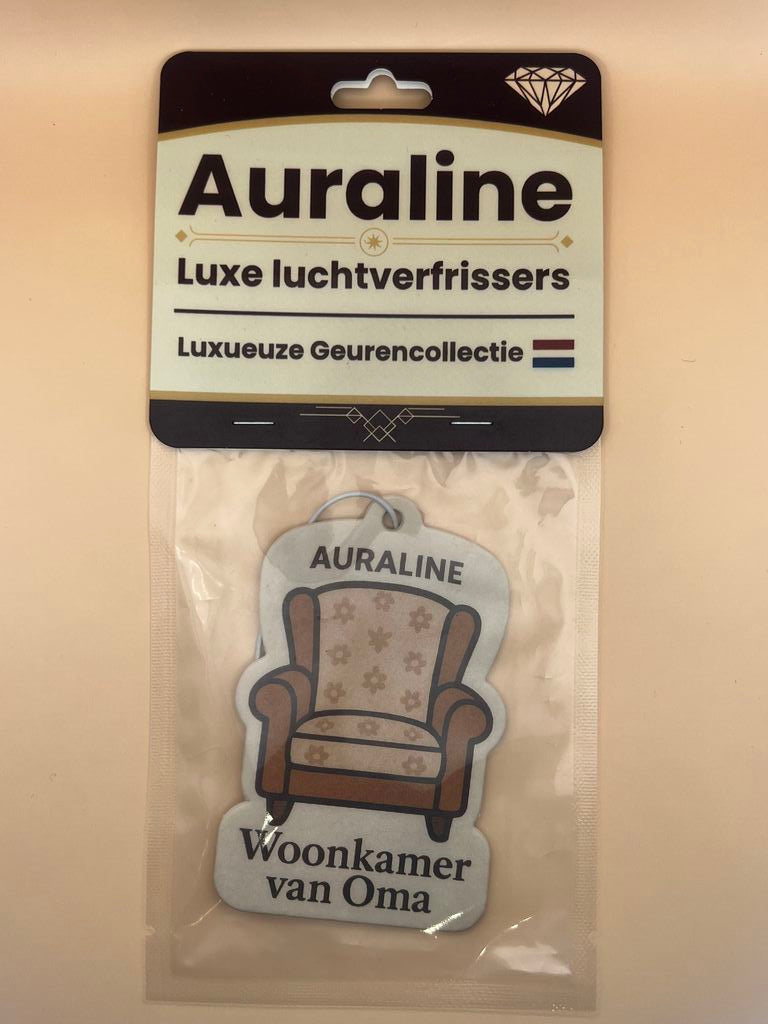 Auraline
Luxe luchtverfrissers
Luxueuze Geurencollectie
AURALINE
Woonkamer
van Oma